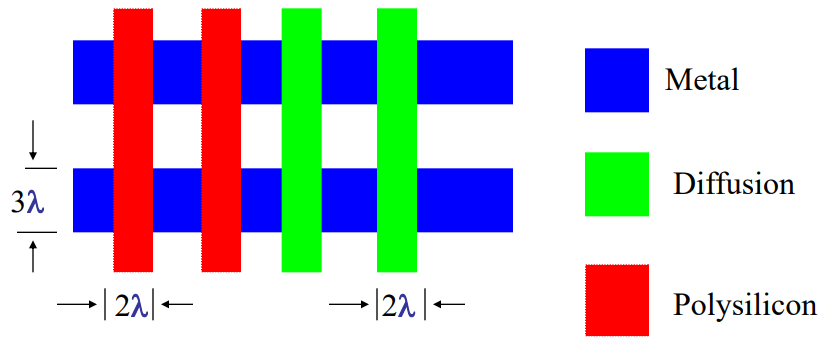 Metal
Diffusion
3λ
2λ
2λ
Polysilicon